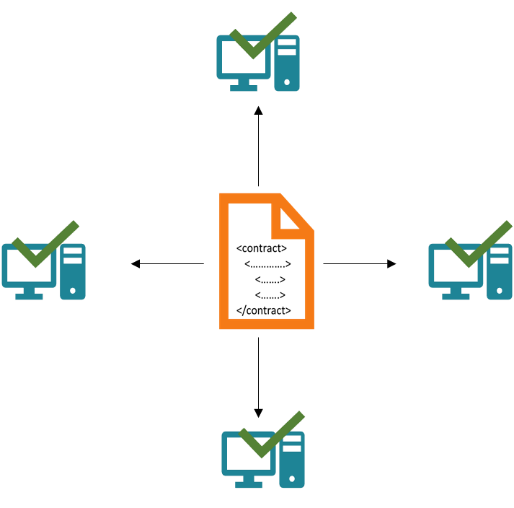 <contract>
<............>
<.......>
<.......>
</contract>